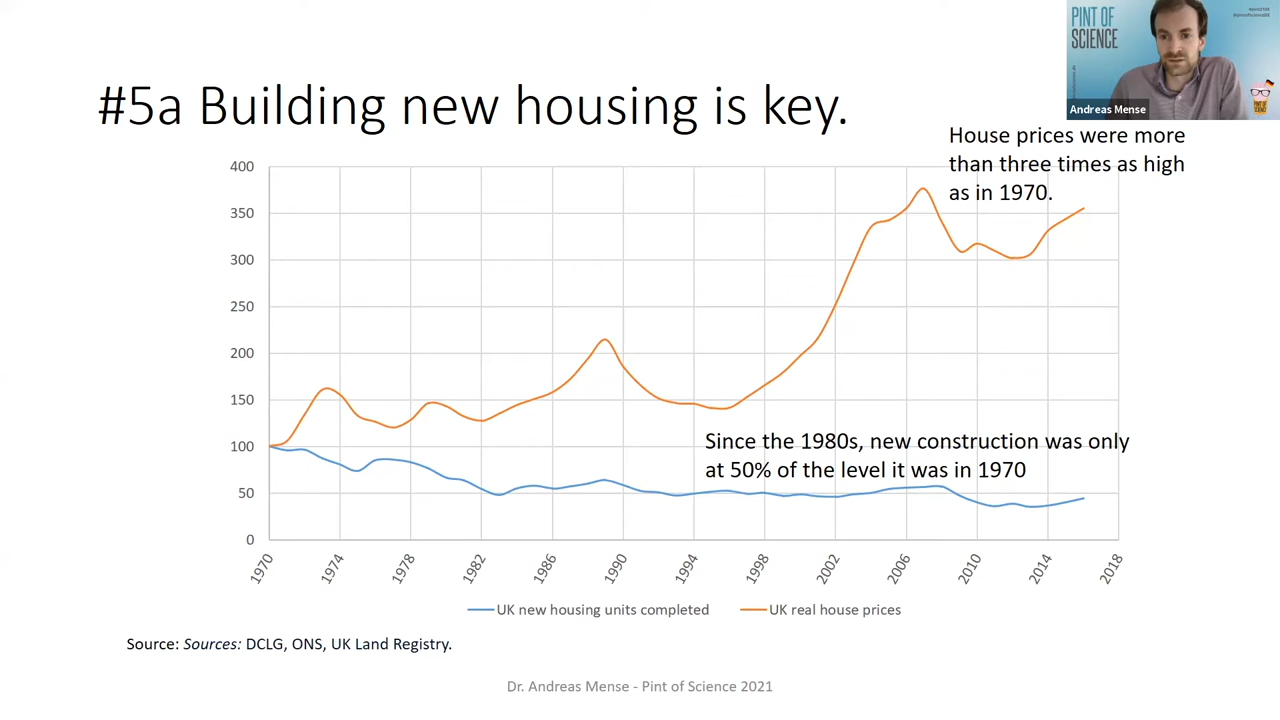 PINT OF
SCIENCE
Andreas Mense
#5a Building new housing is key.
House prices were more
than three times as high
as in 1970.
400
350
300
250
200
150
100
50
0
Since the 1980s, new construction was only
at 50% of the level it was in 1970
1970
1974
1978
1982
1986
1990
1994
1998
2002
2006
2010
2014
2018
UK new housing units completed
UK real house prices
Source: Sources: DCLG, ONS, UK Land Registry.
Dr. Andreas Mense - Pint of Science 2021